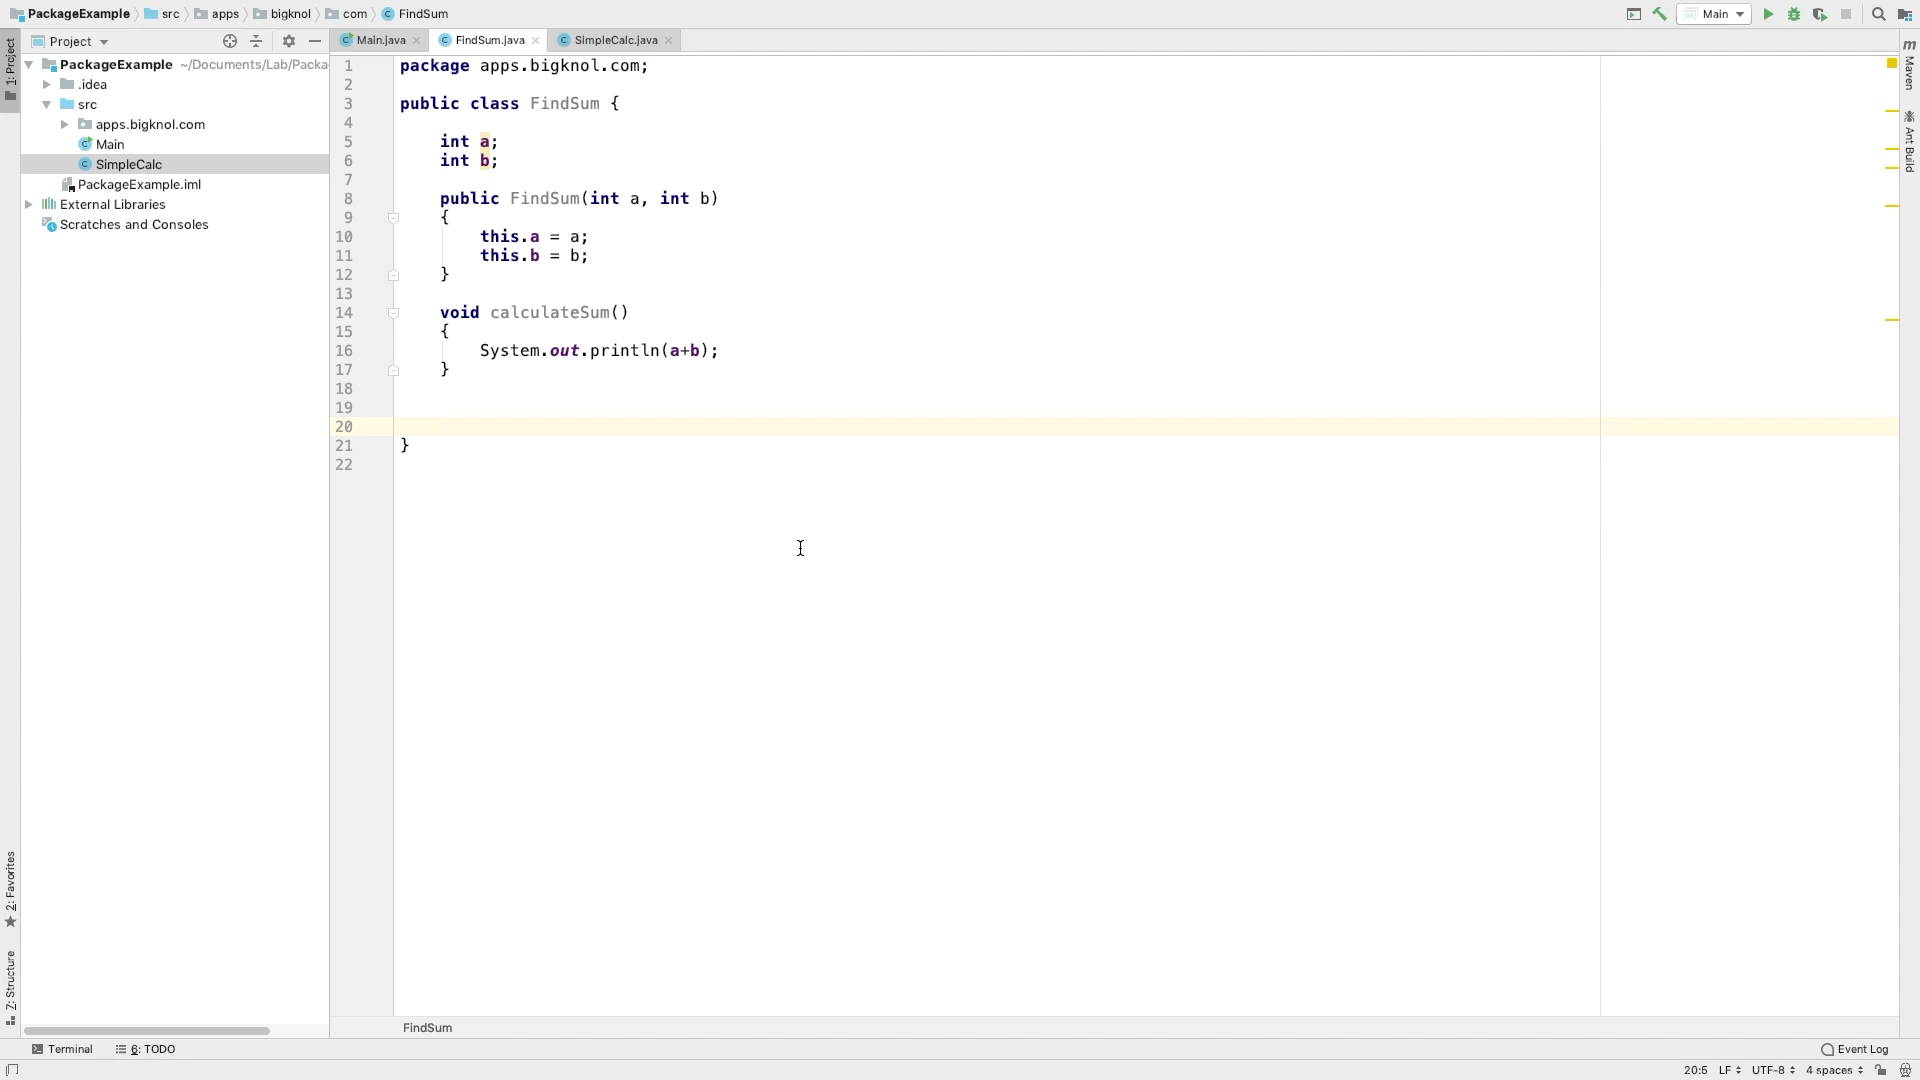 PackageExample src apps bigknol com FindSum
Main
Project
Main.java FindSum.java SimpleCalc.java
1: Project
PackageExample ~/Documents/Lab/Packa
.idea
src
apps.bigknol.com
Main
SimpleCalc
PackageExample.iml
External Libraries
Scratches and Consoles
1 package apps.bigknol.com;
2
3 public class FindSum {
4
5 int a;
6 int b;
7
8 public FindSum(int a, int b)
9 {
10 this.a = a;
11 this.b = b;
12 }
13
14 void calculateSum()
15 {
16 System.out.println(a+b);
17 }
18
19
20
21 }
22
m Maven
Ant Build
2: Favorites
7: Structure
FindSum
Terminal 6: TODO
Event Log
20:5 LF UTF-8 4 spaces